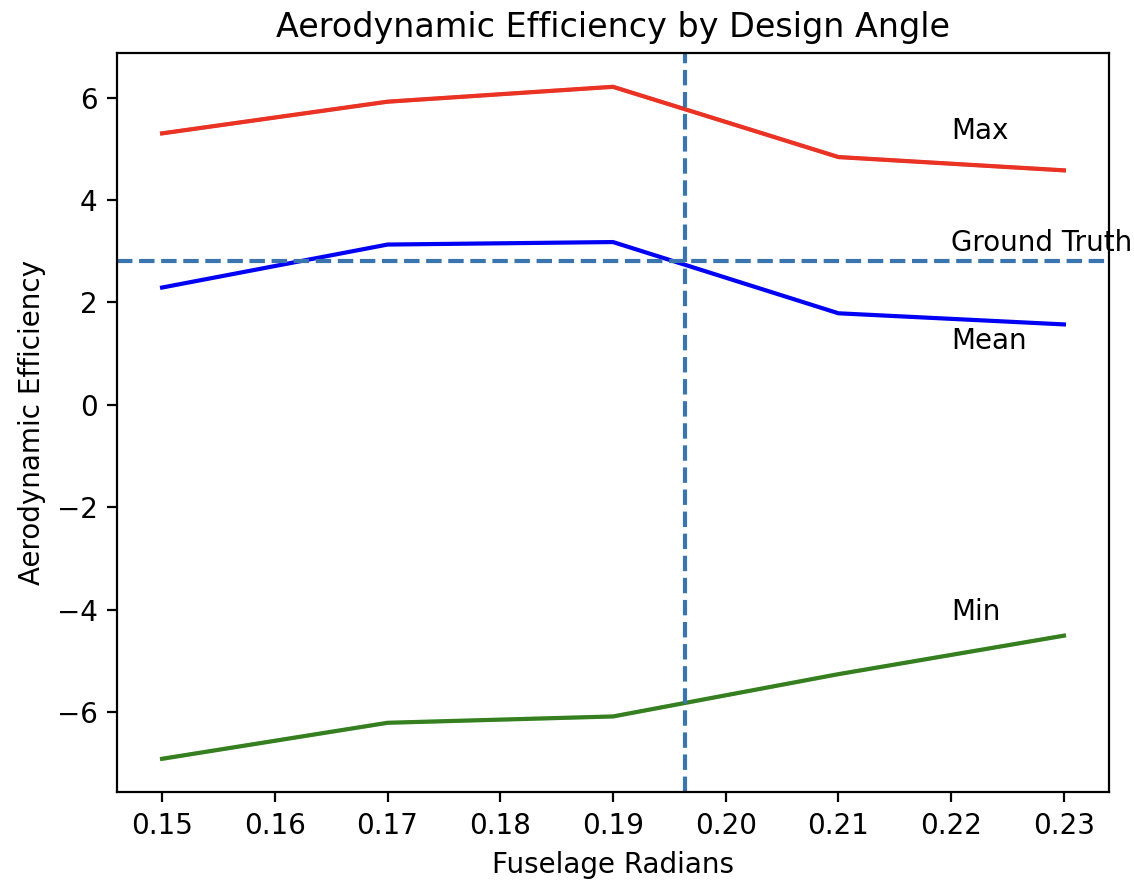 Aerodynamic Efficiency by Design Angle
Aerodynamic Efficiency
6
4
2
0
−2
−4
−6
Max
Ground Truth
Mean
Min
0.15 0.16 0.17 0.18 0.19 0.20 0.21 0.22 0.23
Fuselage Radians